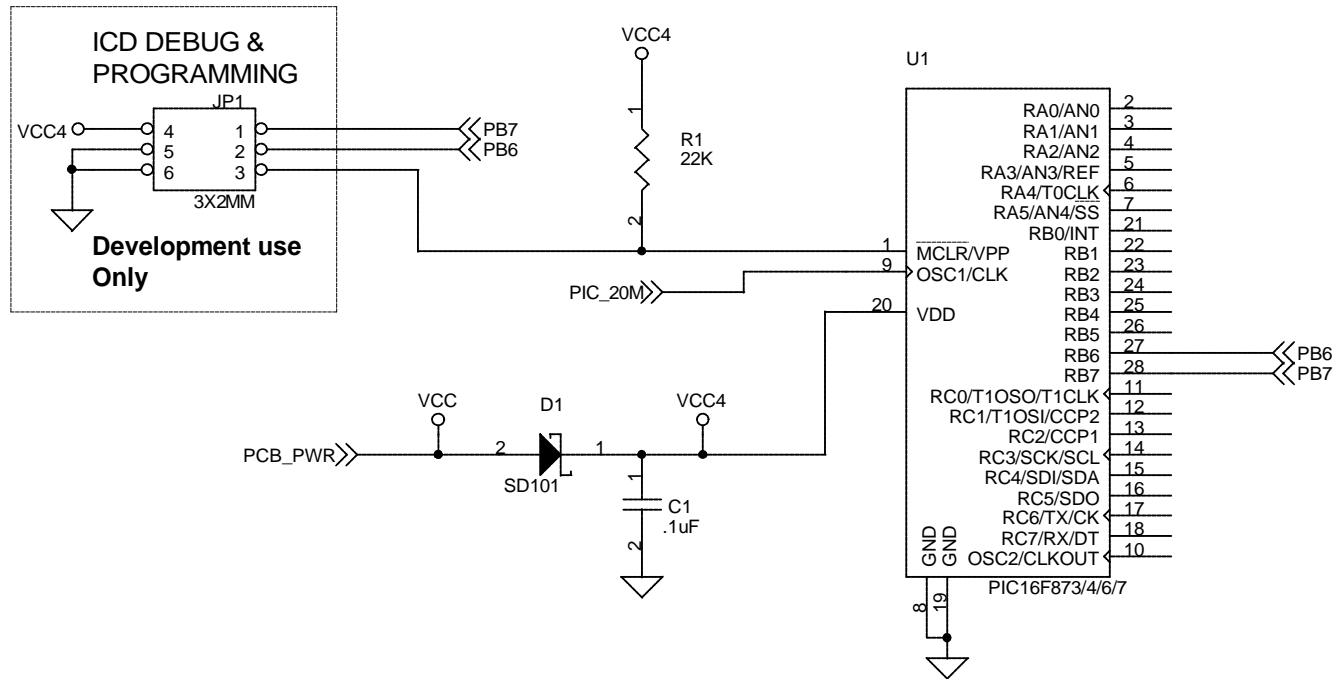 ICD DEBUG &
PROGRAMMING
JP1
VCC4
4 1
5 2
6 3
PB7
PB6
3X2MM
Development use
Only
VCC4
1
R1
22K
2
PIC_20M
PCB_PWR
VCC
2
D1
1
SD101
VCC4
1
C1
.1uF
2
U1
1 MCLR/VPP
9 OSC1/CLK
20 VDD
RA0/AN0 2
RA1/AN1 3
RA2/AN2 4
RA3/AN3/REF 5
RA4/T0CLK 6
RA5/AN4/SS 7
RB0/INT 21
RB1 22
RB2 23
RB3 24
RB4 25
RB5 26
RB6 27 PB6
RB7 28 PB7
RC0/T1OSO/T1CLK 11
RC1/T1OSI/CCP2 12
RC2/CCP1 13
RC3/SCK/SCL 14
RC4/SDI/SDA 15
RC5/SDO 16
RC6/TX/CK 17
RC7/RX/DT 18
OSC2/CLKOUT 10
GND 8
GND 19
PIC16F873/4/6/7